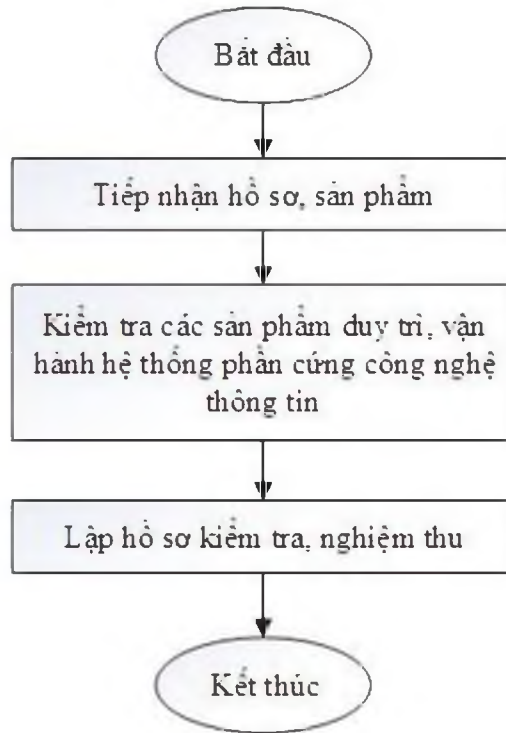 Bắt đầu
Tiếp nhận hồ sơ, sản phẩm
Kiểm tra các sản phẩm duy trì, vận
hành hệ thống phần cứng công nghệ
thông tin
Lập hồ sơ kiểm tra, nghiệm thu
Kết thúc